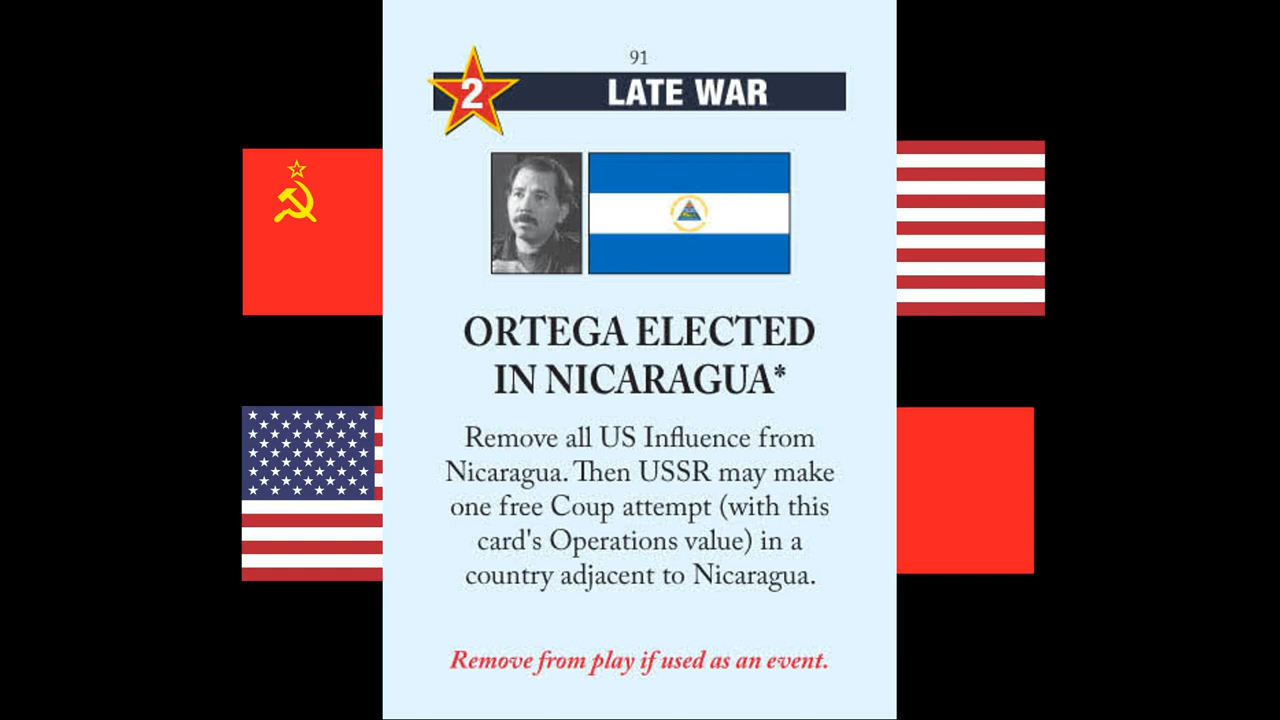 91
2 LATE WAR
ORTEGA ELECTED
IN NICARAGUA*
Remove all US Influence from
Nicaragua. Then USSR may make
one free Coup attempt (with this
card's Operations value) in a
country adjacent to Nicaragua.
Remove from play if used as an event.